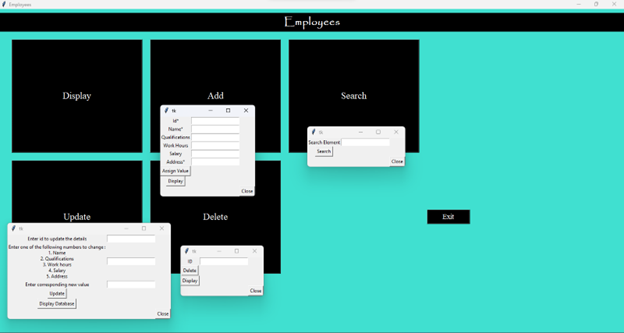 Employees
Employees
Display
Add
Search
tk
Id*
Name*
Qualifications
Work Hours
Salary
Address*
Assign Value
Display
Close
tk
Search Element
Search
Close
Update
Delete
Exit
tk
Enter id to update the details
Enter one of the following numbers to change :
1. Name
2. Qualifications
3. Work hours
4. Salary
5. Address
Enter corresponding new value
Update
Display Database
Close
tk
id
Delete
Display
Close